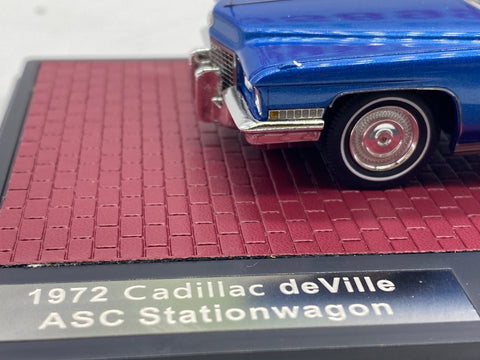 1972 Cadillac deVille
ASC Stationwagon